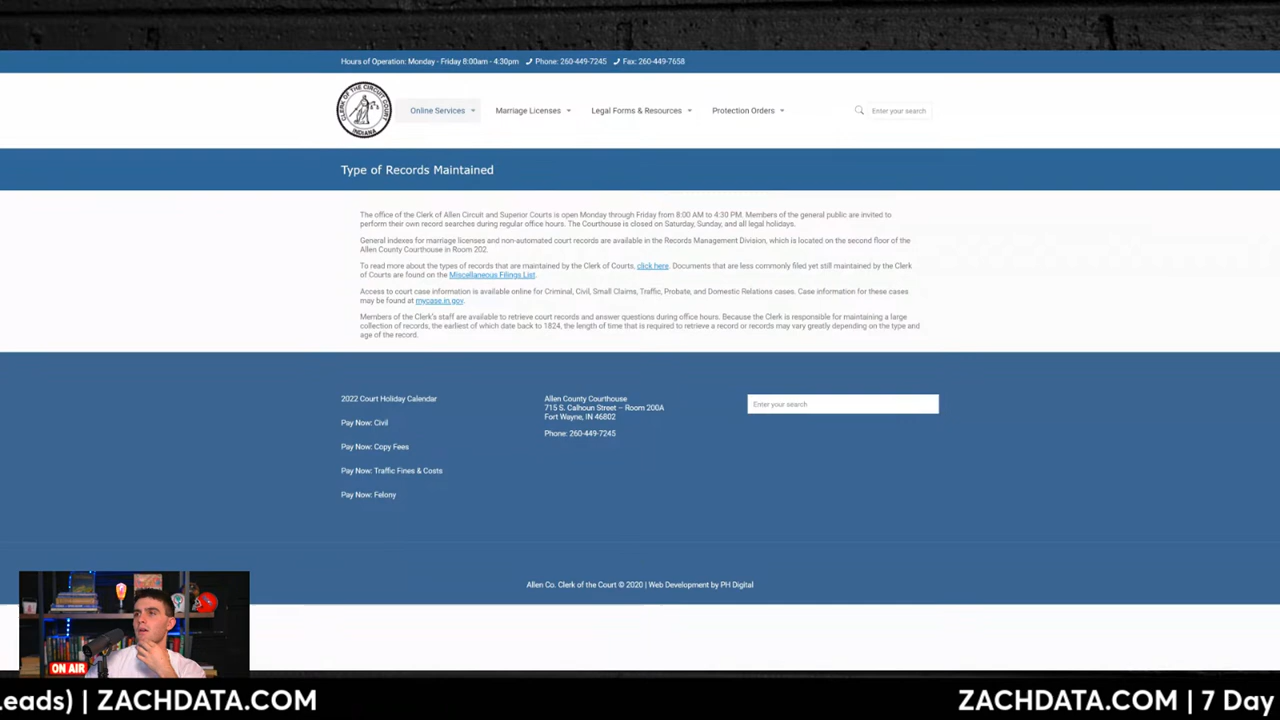 Hours of Operation: Monday - Friday 8:00am - 4:30pm Phone: 260-449-7245 Fax: 260-449-7658
CLERK OF THE CIRCUIT COURT
INDIANA
Online Services Marriage Licenses Legal Forms & Resources Protection Orders Enter your search
Type of Records Maintained
The office of the Clerk of Allen Circuit and Superior Courts is open Monday through Friday from 8:00 AM to 4:30 PM. Members of the general public are invited to
perform their own record searches during regular office hours. The Courthouse is closed on Saturday, Sunday, and all legal holidays.
General indexes for marriage licenses and non-automated court records are available in the Records Management Division, which is located on the second floor of the
Allen County Courthouse in Room 202.
To read more about the types of records that are maintained by the Clerk of Courts, click here. Documents that are less commonly filed yet still maintained by the Clerk
of Courts are found on the Miscellaneous Filings List.
Access to court case information is available online for Criminal, Civil, Small Claims, Traffic, Probate, and Domestic Relations cases. Case information for these cases
may be found at mycase.in.gov.
Members of the Clerk's staff are available to retrieve court records and answer questions during office hours. Because the Clerk is responsible for maintaining a large
collection of records, the earliest of which date back to 1824, the length of time that is required to retrieve a record or records may vary greatly depending on the type and
age of the record.
2022 Court Holiday Calendar
Pay Now: Civil
Pay Now: Copy Fees
Pay Now: Traffic Fines & Costs
Pay Now: Felony
Allen County Courthouse
715 S. Calhoun Street – Room 200A
Fort Wayne, IN 46802
Phone: 260-449-7245
Enter your search
Allen Co. Clerk of the Court © 2020 | Web Development by PH Digital
ON AIR
eads) | ZACHDATA.COM ZACHDATA.COM | 7 Day